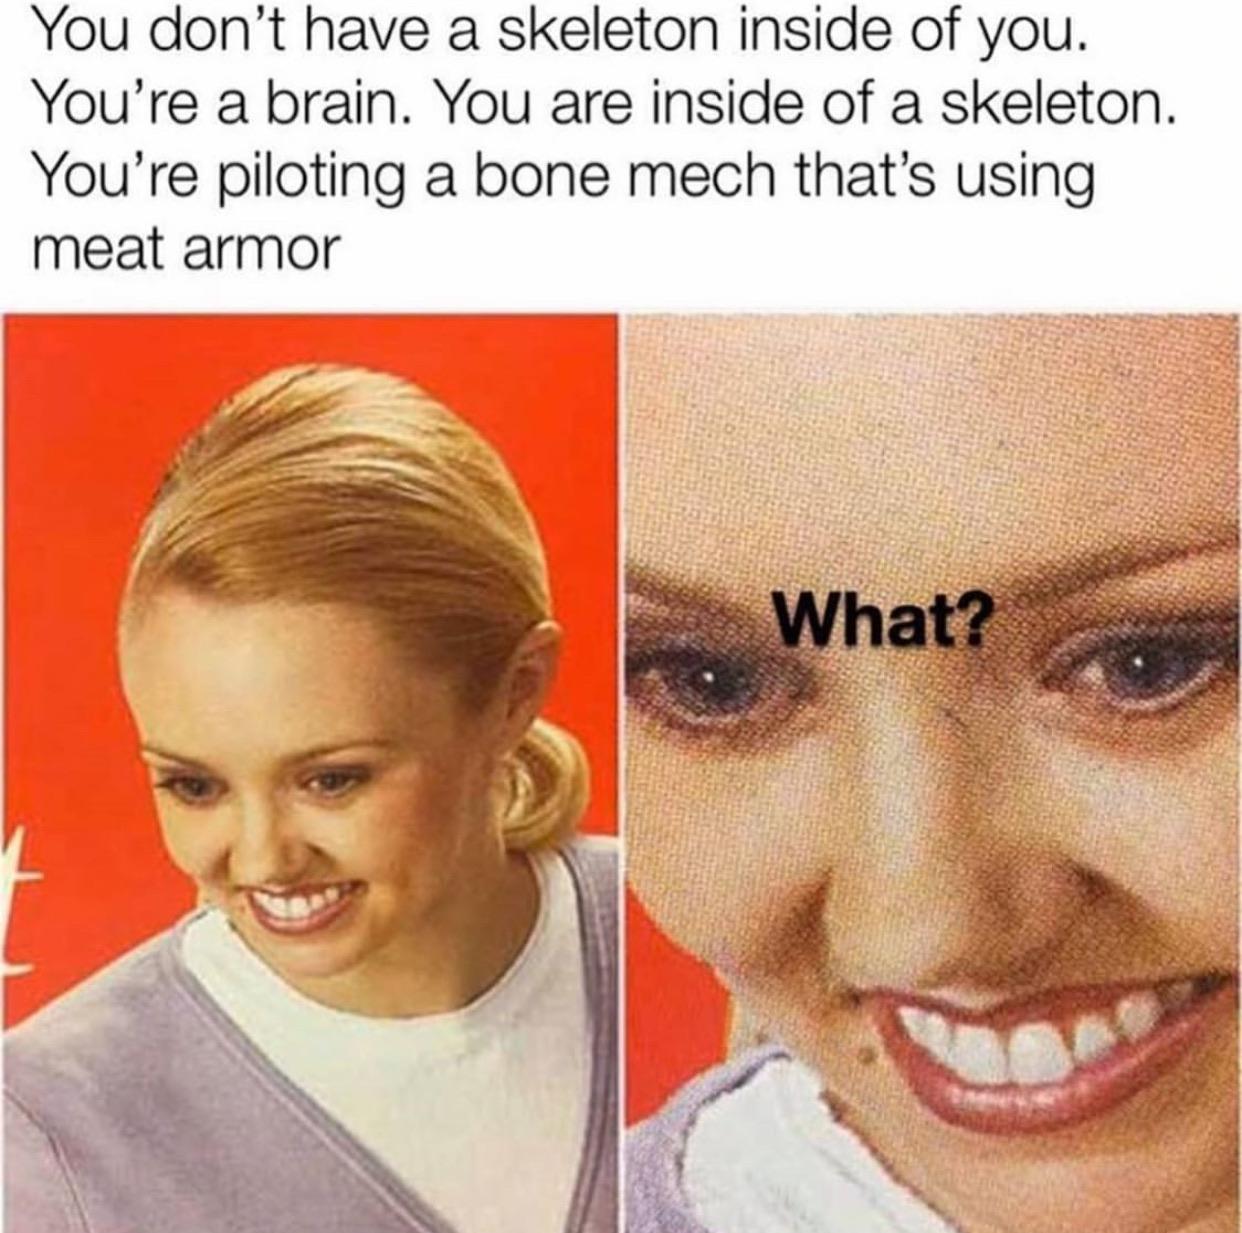 You don't have a skeleton inside of you.
You're a brain. You are inside of a skeleton.
You're piloting a bone mech that's using
meat armor
What?
t